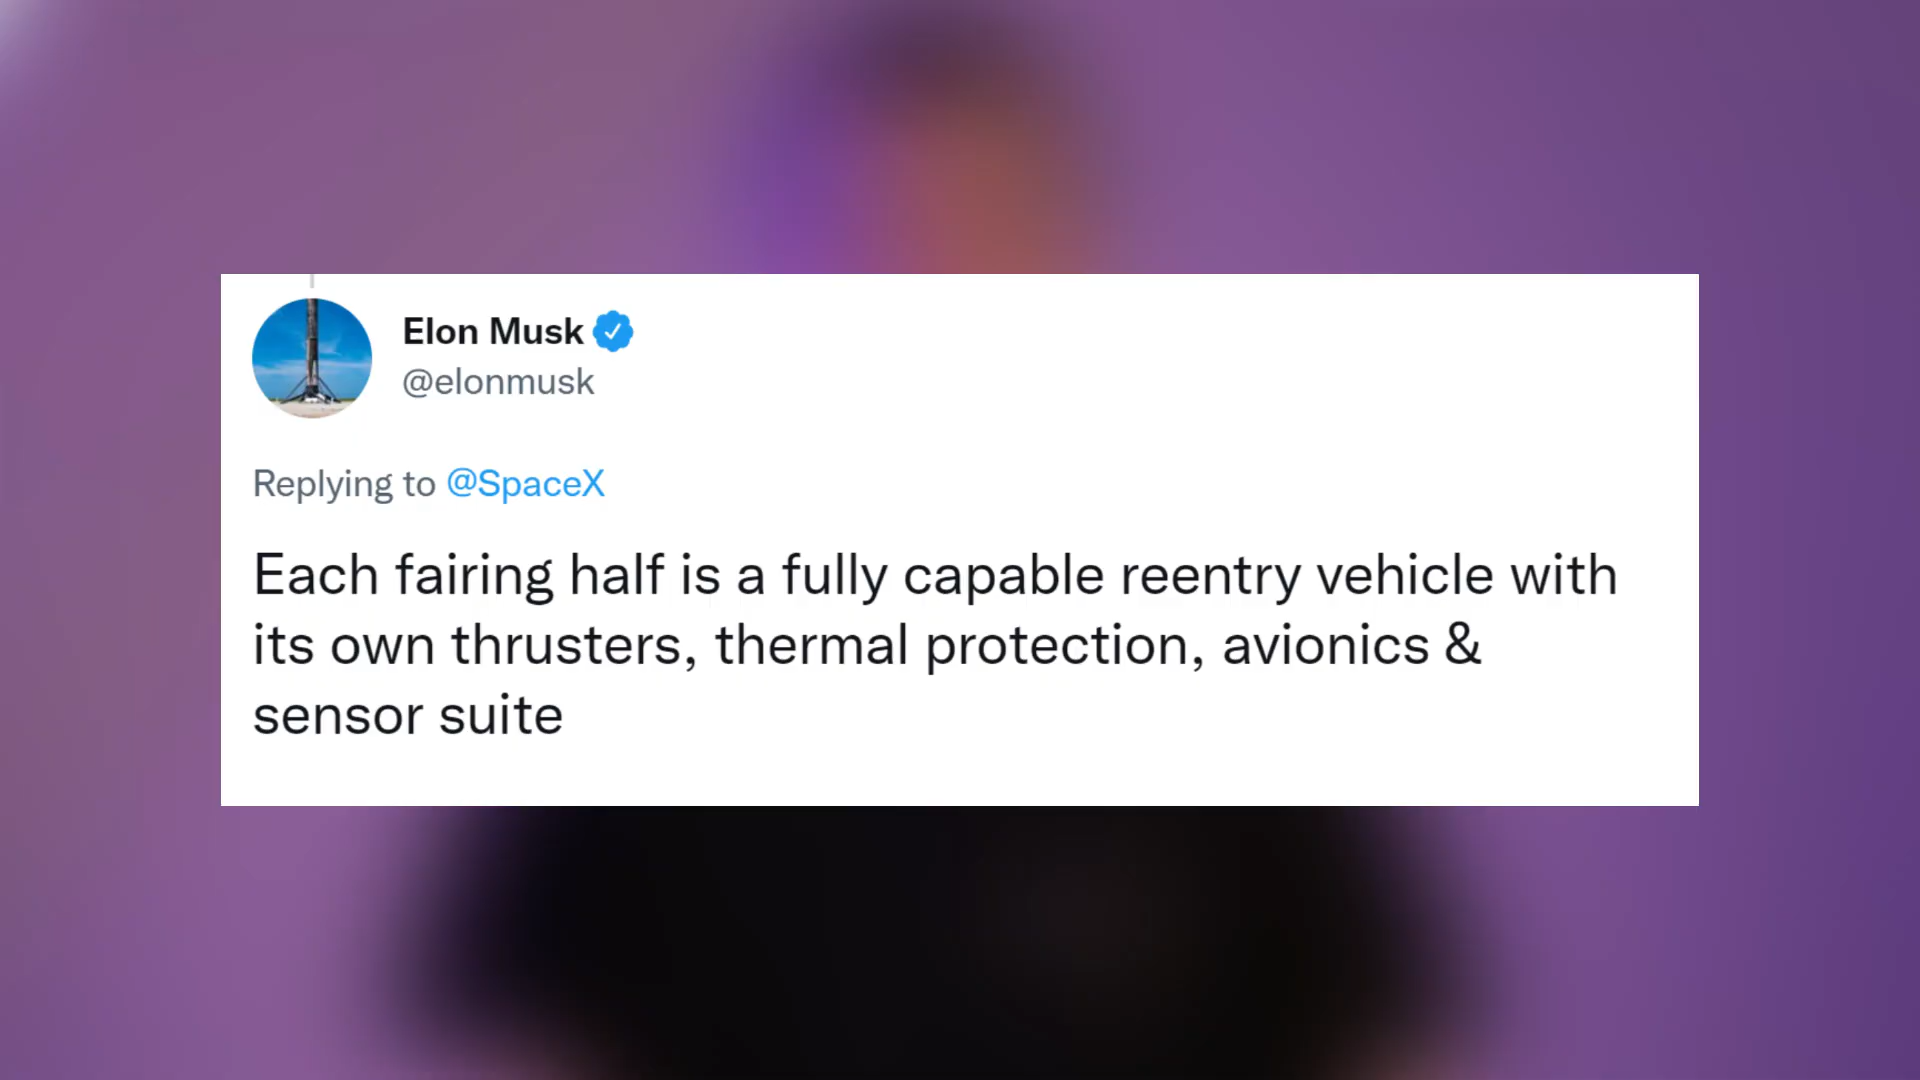 Elon Musk
@elonmusk
Replying to @SpaceX
Each fairing half is a fully capable reentry vehicle with
its own thrusters, thermal protection, avionics &
sensor suite